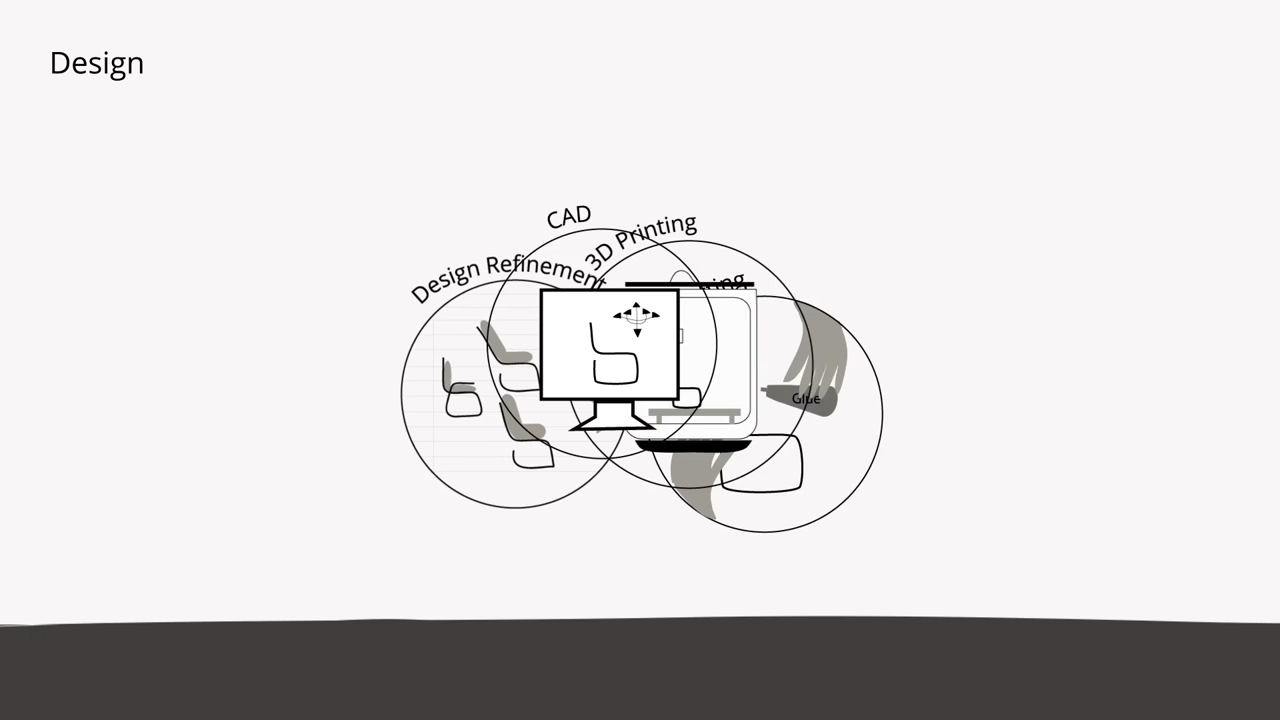 Design
CAD
3D Printing
Design Refinement
Glue